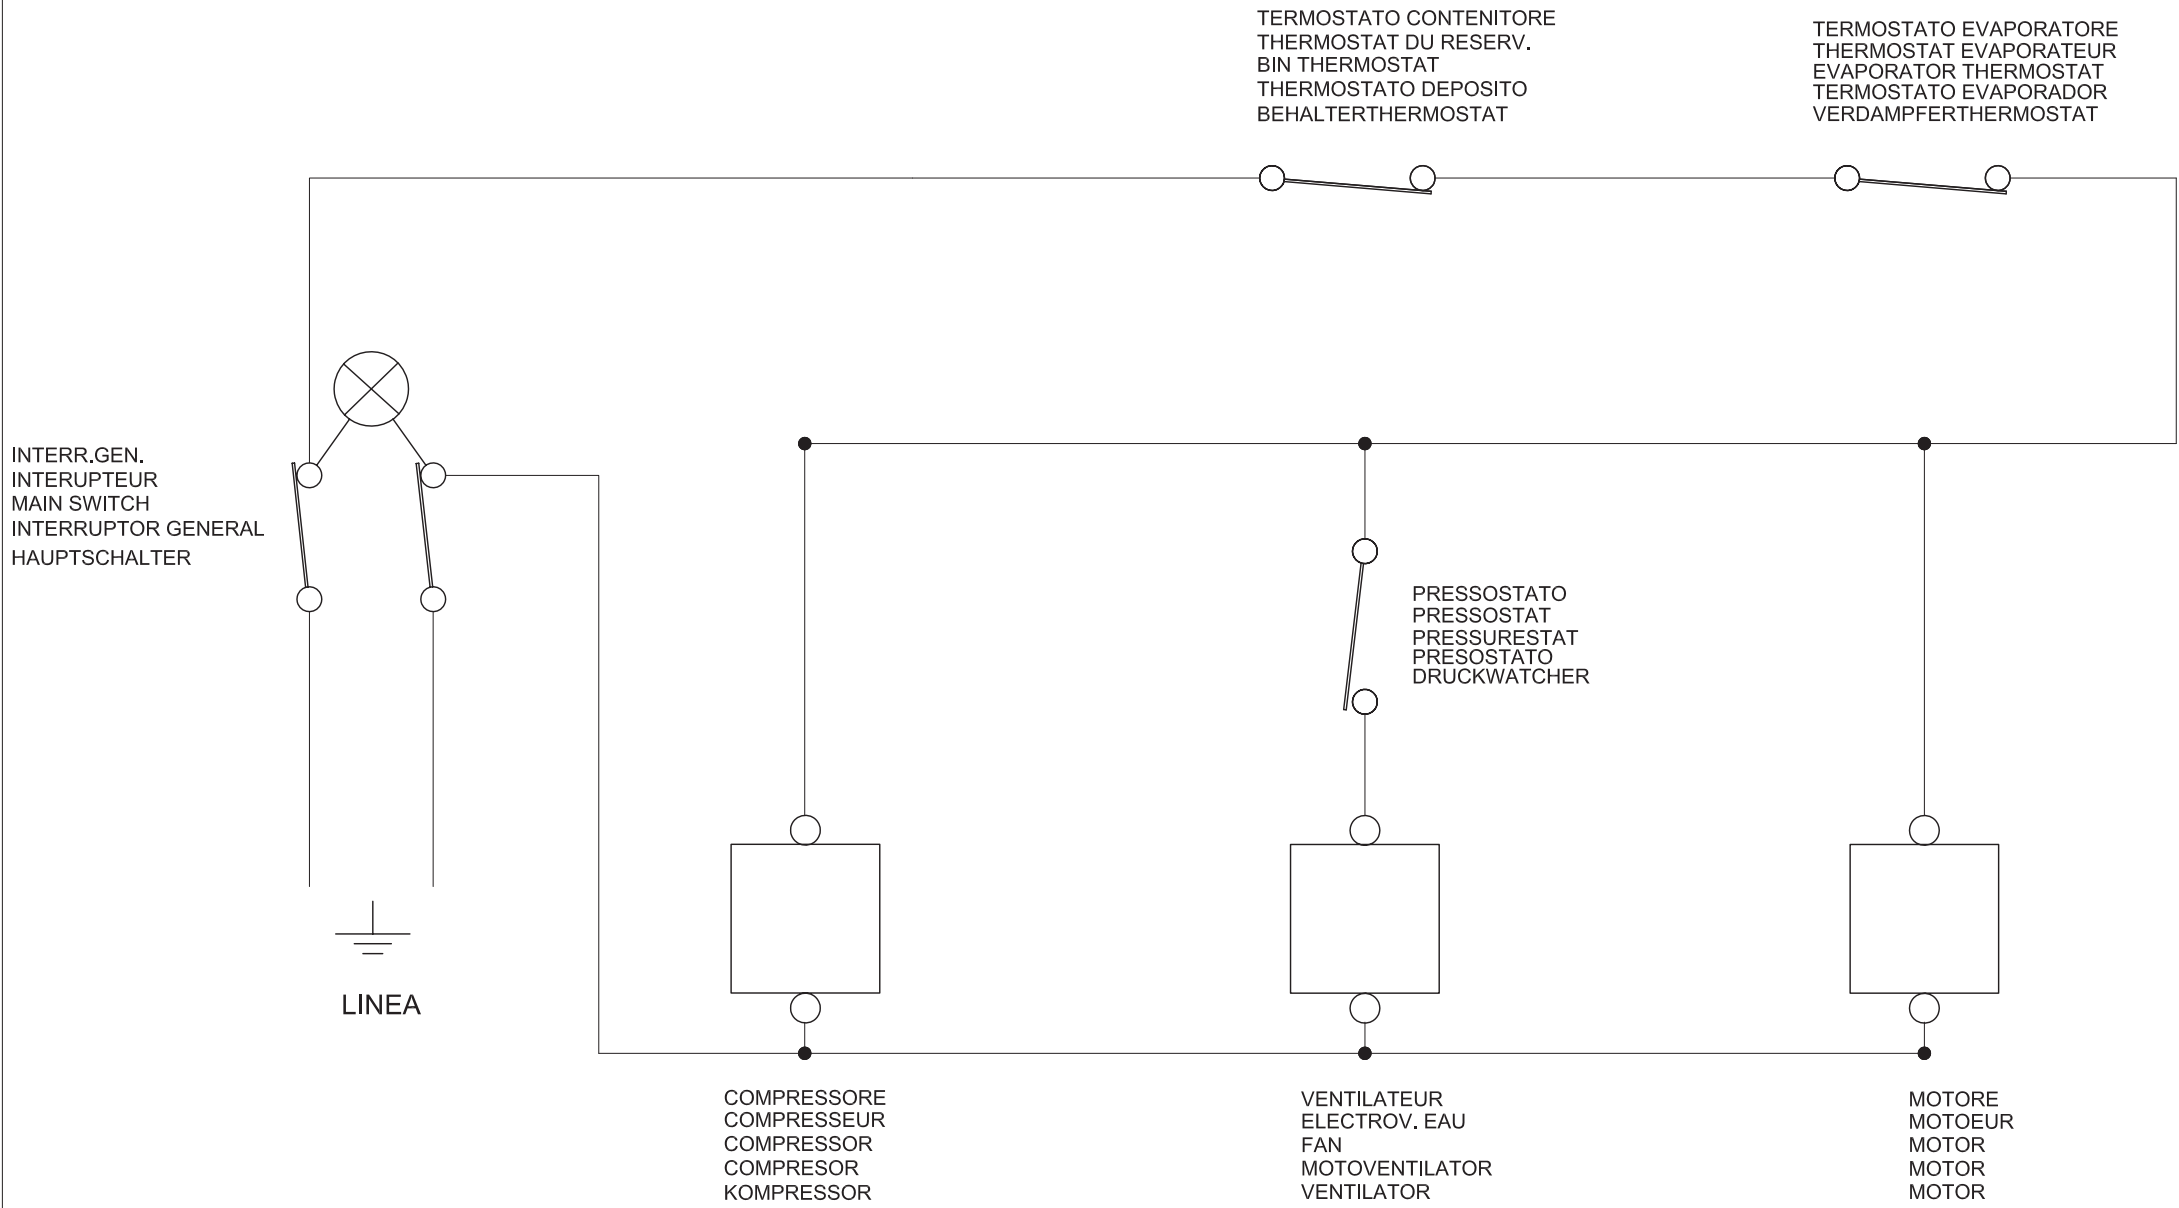 TERMOSTATO CONTENITORE
THERMOSTAT DU RESERV.
BIN THERMOSTAT
THERMOSTATO DEPOSITO
BEHALTERTHERMOSTAT
TERMOSTATO EVAPORATORE
THERMOSTAT EVAPORATEUR
EVAPORATOR THERMOSTAT
TERMOSTATO EVAPORADOR
VERDAMPFERTHERMOSTAT
INTERR.GEN.
INTERUPTEUR
MAIN SWITCH
INTERRUPTOR GENERAL
HAUPTSCHALTER
PRESSOSTATO
PRESSOSTAT
PRESSURESTAT
PRESOSTATO
DRUCKWATCHER
LINEA
COMPRESSORE
COMPRESSEUR
COMPRESSOR
COMPRESOR
KOMPRESSOR
VENTILATEUR
ELECTROV. EAU
FAN
MOTOVENTILATOR
VENTILATOR
MOTORE
MOTOEUR
MOTOR
MOTOR
MOTOR